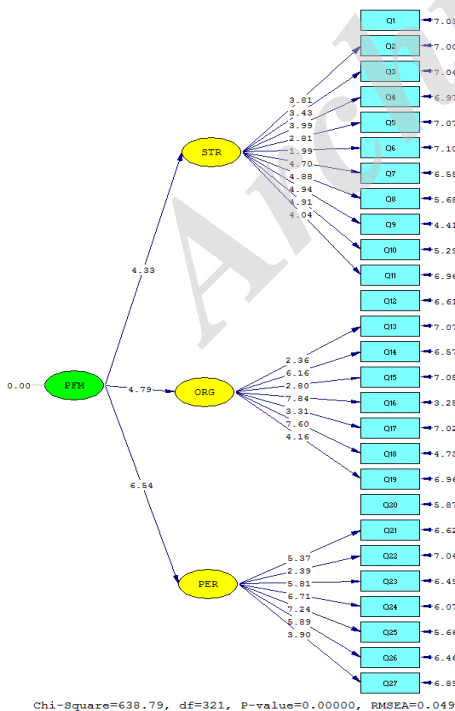 Q1 7.03
Q2 7.00
Q3 7.04
Q4 6.97
Q5 7.07
Q6 7.10
Q7 6.58
Q8 5.68
Q9 4.41
Q10 5.29
Q11 6.96
Q12 6.61
Q13 7.07
Q14 6.57
Q15 7.05
Q16 3.25
Q17 7.02
Q18 4.73
Q19 6.96
Q20 5.87
Q21 6.62
Q22 7.04
Q23 6.49
Q24 6.07
Q25 5.66
Q26 6.46
Q27 6.89
STR
3.81
3.43
3.99
2.81
1.99
4.70
4.88
4.94
4.91
4.04
4.33
0.00 PFM 4.79 ORG
2.36
6.16
2.80
7.84
3.31
7.60
4.16
6.54
PER
5.37
2.39
5.81
6.71
7.24
5.89
3.90
Chi-Square=638.79, df=321, P-value=0.00000, RMSEA=0.049